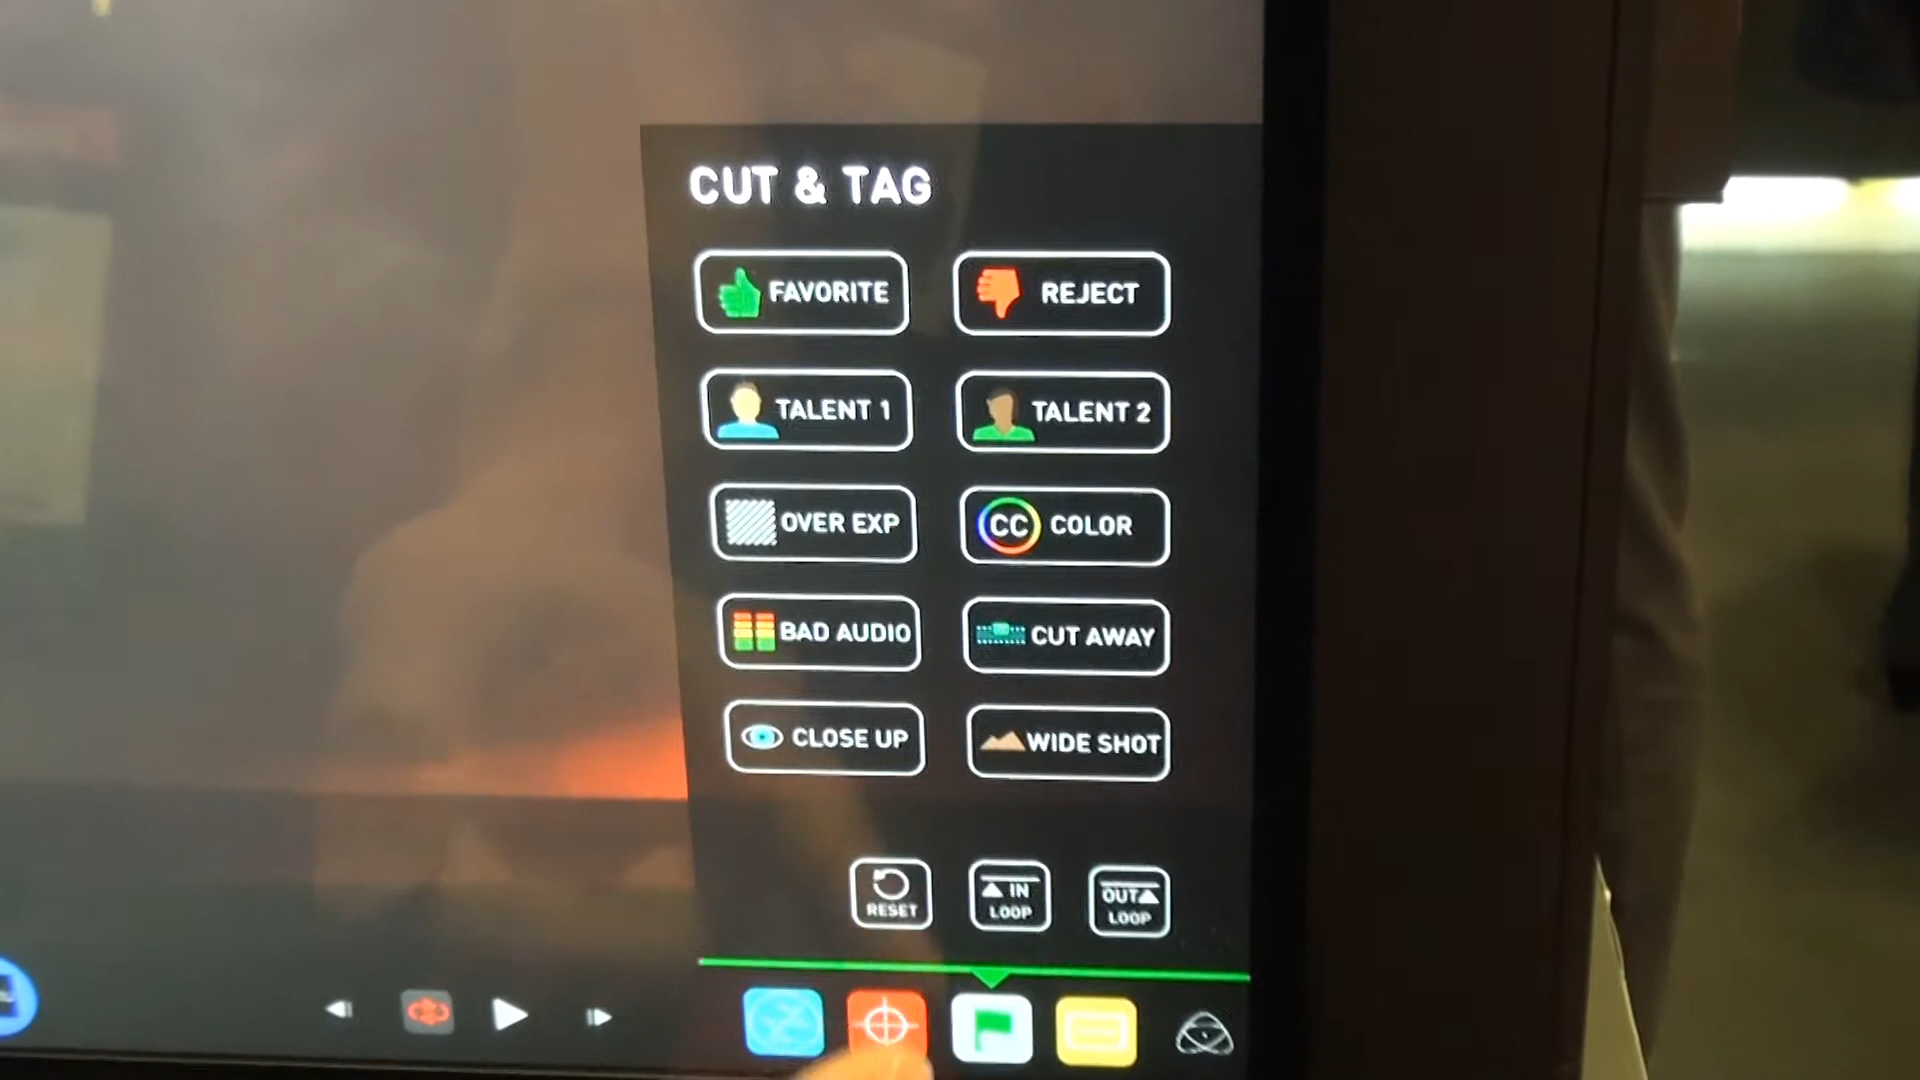 CUT & TAG
FAVORITE
REJECT
TALENT 1
TALENT 2
OVER EXP
CC COLOR
BAD AUDIO
CUT AWAY
CLOSE UP
WIDE SHOT
RESET
IN
LOOP
OUT
LOOP